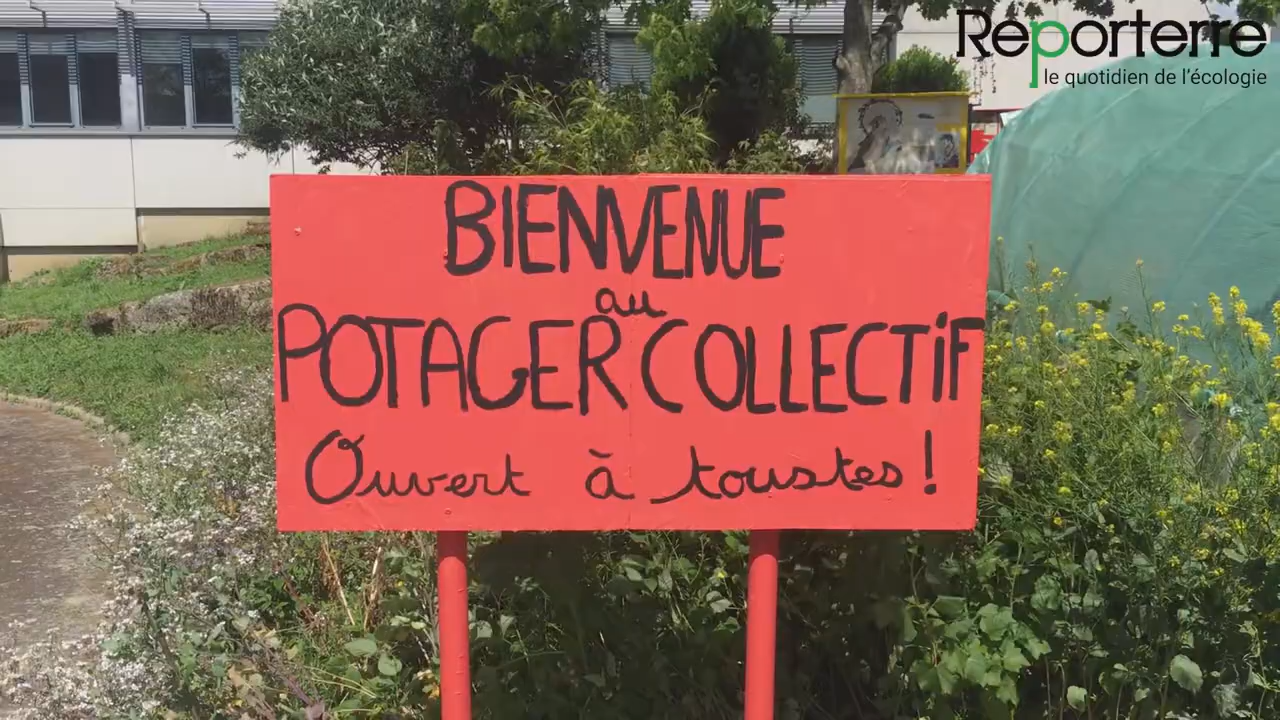 Reporterre
le quotidien de l'écologie
BIENVENUE
au
POTAGER COLLECTIF
Ouvert à toustes !